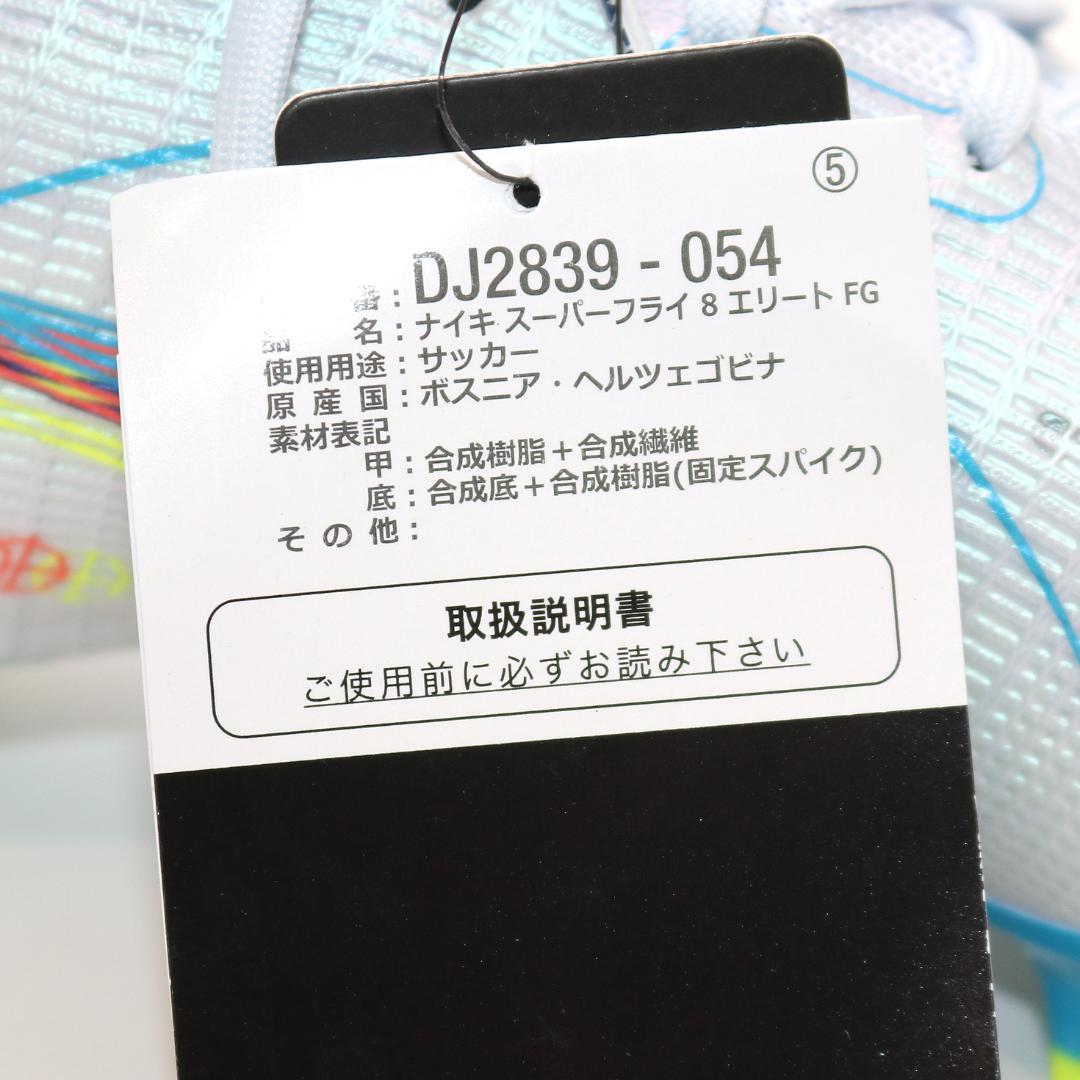 ⑤
番：DJ2839 - 054
品名：ナイキ スーパーフライ 8 エリート FG
使用用途：サッカー
原産国：ボスニア・ヘルツェゴビナ
素材表記
甲：合成樹脂＋合成繊維
底：合成底＋合成樹脂(固定スパイク)
その他：
取扱説明書
ご使用前に必ずお読み下さい